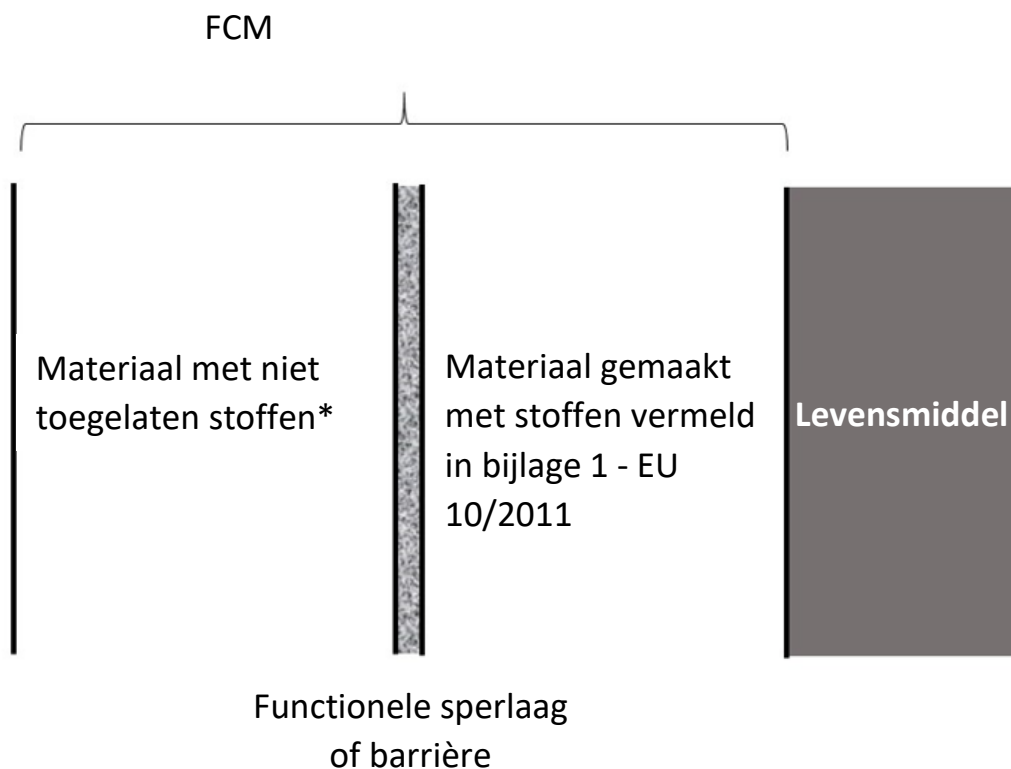 FCM
Materiaal met niet
toegelaten stoffen*
Materiaal gemaakt
met stoffen vermeld
in bijlage 1 - EU
10/2011
Levensmiddel
Functionele sperlaag
of barrière